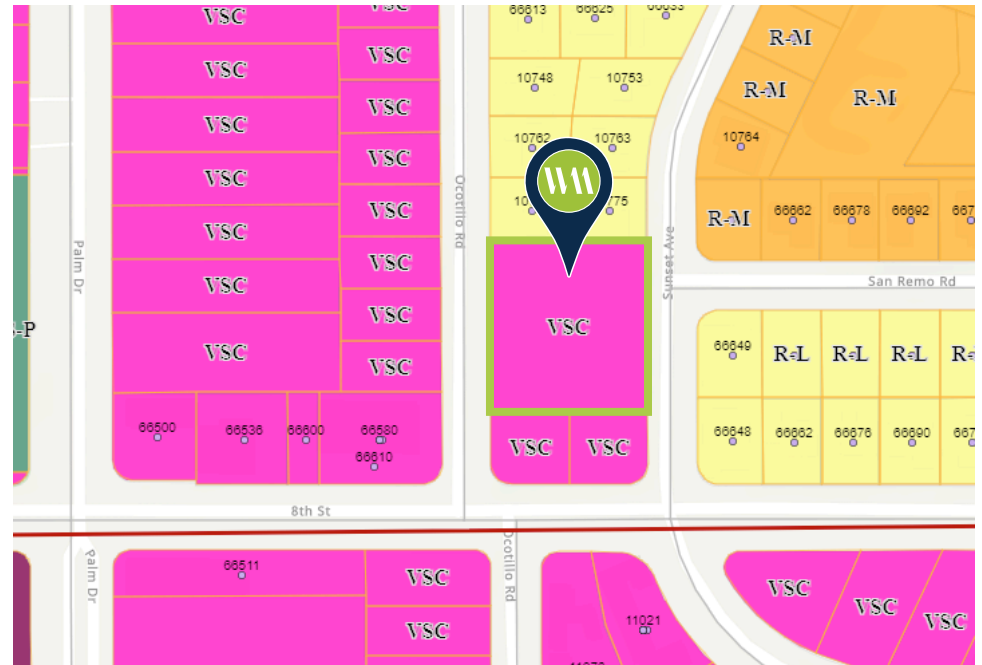 VSC
VSC
66613 66625 66633
VSC
R-M
VSC
10748 10753
R-M
R-M
VSC
VSC
10762 10763
10764
VSC
VSC
VSC
R-M
66662 66678 66692
VSC
VSC
Ocotillo Rd
Palm Dr
Sunset Ave
VSC
San Remo Rd
VSC
VSC
VSC
66649
R-L
R-L
R-L
VSC
VSC
66500 66536 66600 66580
66610
VSC
VSC
66648 66662 66676 66690
8th St
Palm Dr
Ocotillo Rd
66511
VSC
VSC
VSC
VSC
VSC
11021